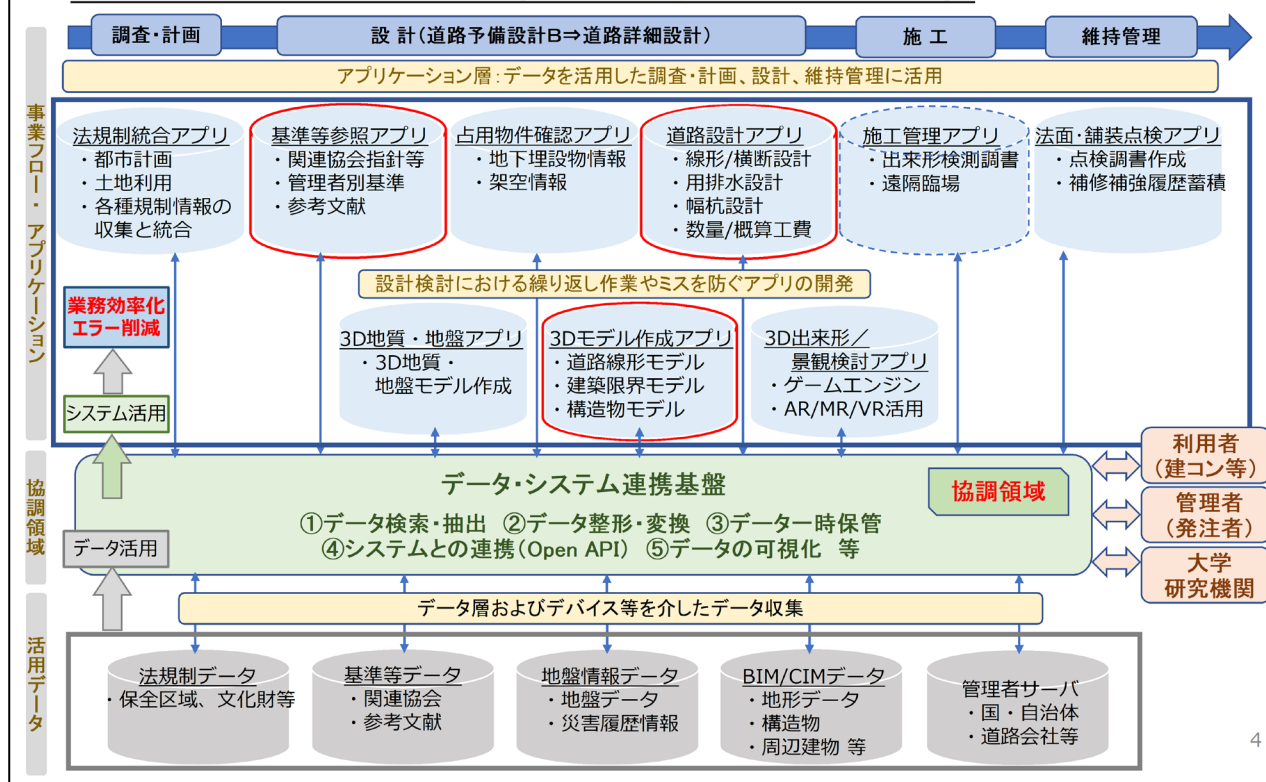 調査・計画
設 計(道路予備設計B⇒道路詳細設計)
施 工
維持管理
アプリケーション層:データを活用した調査・計画、設計、維持管理に活用
事業フロー・アプリケーション
法規制統合アプリ
・都市計画
・土地利用
・各種規制情報の
収集と統合
基準等参照アプリ
・関連協会指針等
・管理者別基準
・参考文献
占用物件確認アプリ
・地下埋設物情報
・架空情報
道路設計アプリ
・線形/横断設計
・用排水設計
・幅杭設計
・数量/概算工費
施工管理アプリ
・出来形検測調書
・遠隔臨場
法面・舗装点検アプリ
・点検調書作成
・補修補強履歴蓄積
設計検討における繰り返し作業やミスを防ぐアプリの開発
業務効率化
エラー削減
システム活用
3D地質・地盤アプリ
・3D地質・
地盤モデル作成
3Dモデル作成アプリ
・道路線形モデル
・建築限界モデル
・構造物モデル
3D出来形/
景観検討アプリ
・ゲームエンジン
・AR/MR/VR活用
協調領域
データ・システム連携基盤
協調領域
①データ検索・抽出 ②データ整形・変換 ③データ一時保管
④システムとの連携(Open API) ⑤データの可視化 等
データ活用
利用者
(建コン等)
管理者
(発注者)
大学
研究機関
データ層およびデバイス等を介したデータ収集
活用データ
法規制データ
・保全区域、文化財等
基準等データ
・関連協会
・参考文献
地盤情報データ
・地盤データ
・災害履歴情報
BIM/CIMデータ
・地形データ
・構造物
・周辺建物 等
管理者サーバ
・国・自治体
・道路会社等
4